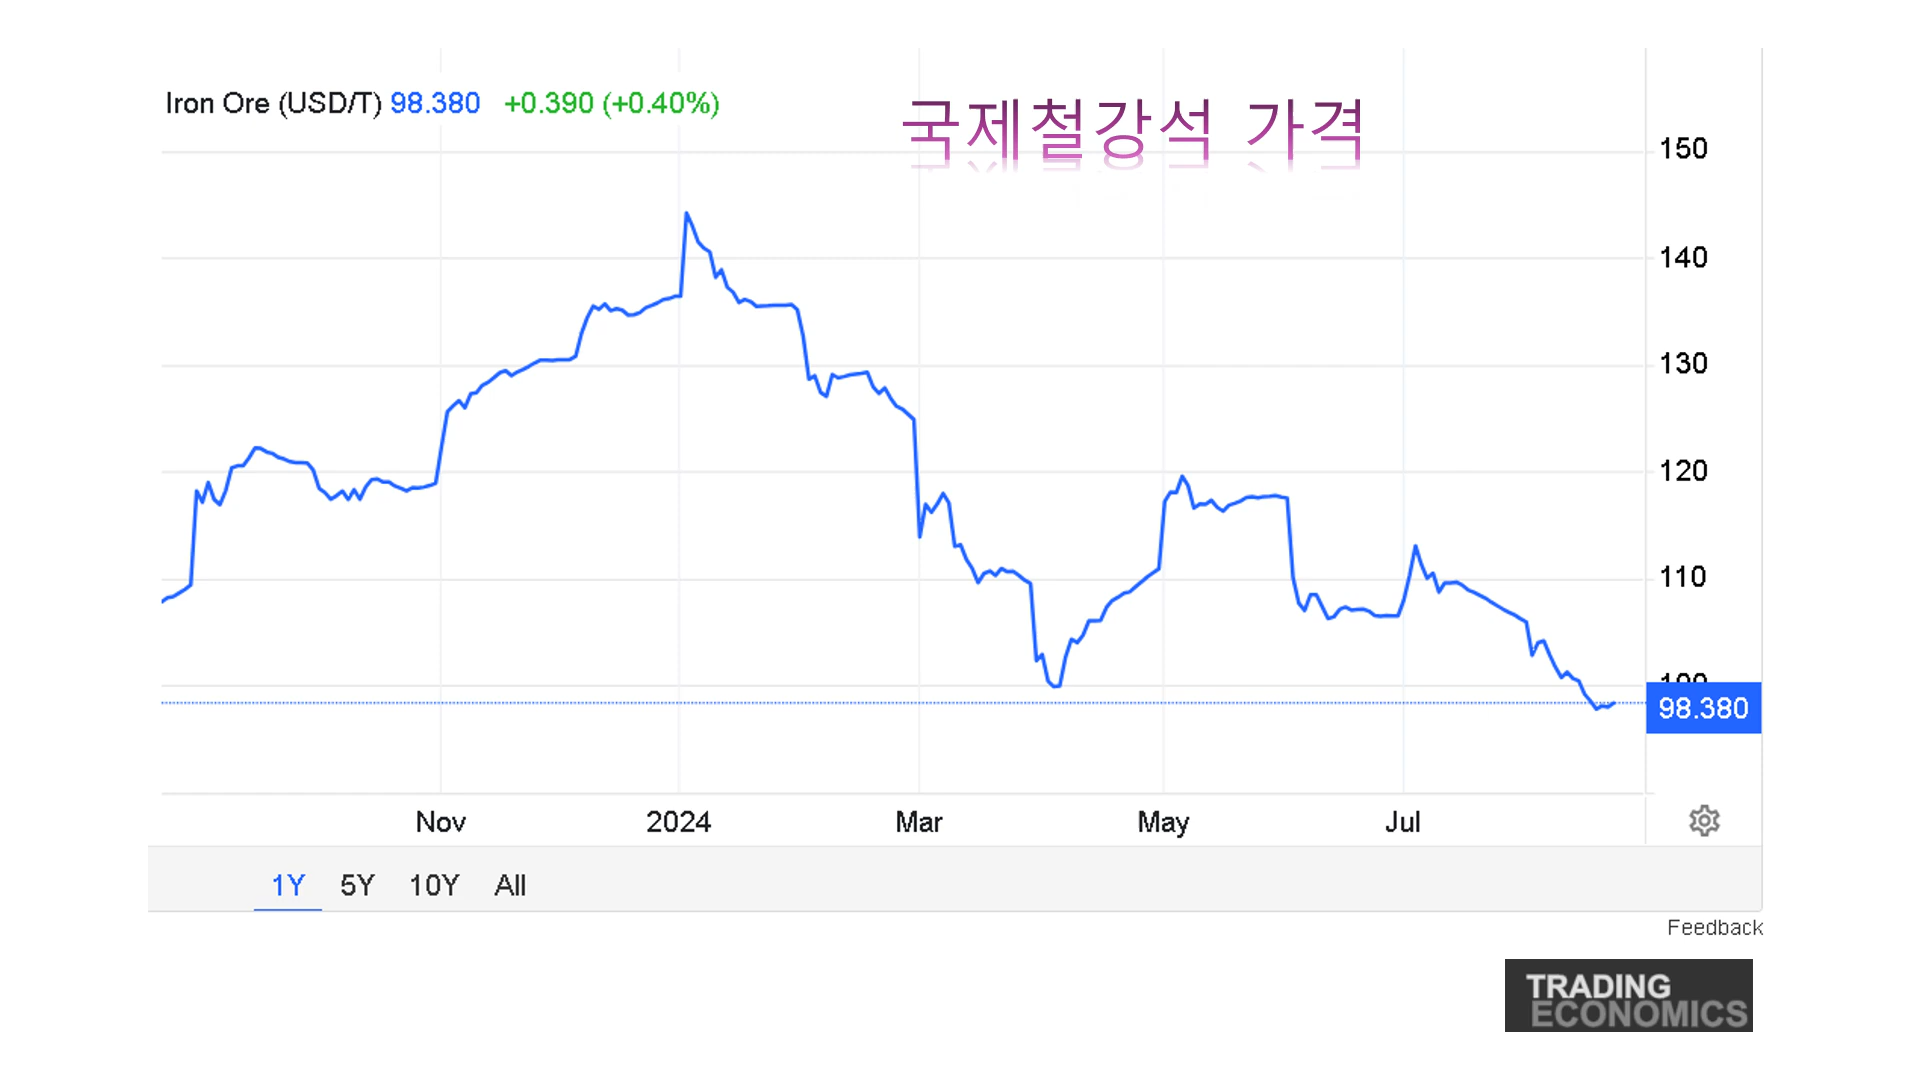 Iron Ore (USD/T) 98.380 +0.390 (+0.40%)
국제철강석 가격
150
140
130
120
110
100
98.380
Nov 2024 Mar May Jul
1Y 5Y 10Y All
Feedback
TRADING
ECONOMICS